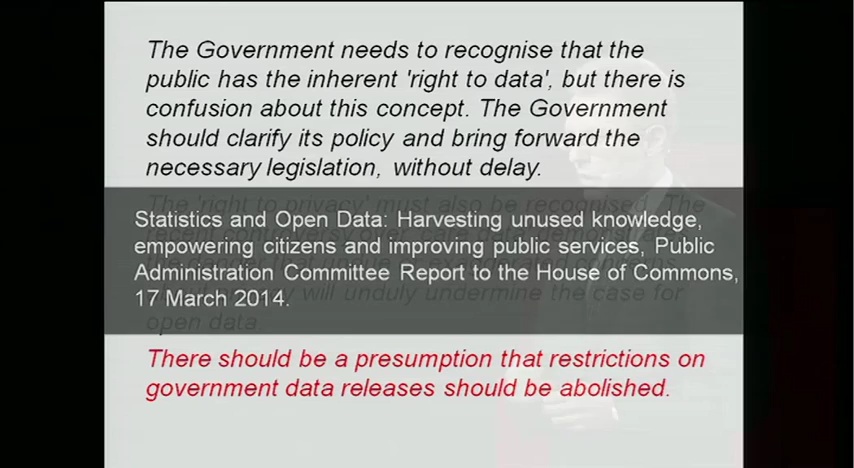 The Government needs to recognise that the
public has the inherent 'right to data', but there is
confusion about this concept. The Government
should clarify its policy and bring forward the
necessary legislation, without delay.
The 'right to privacy' must also be recognised. The
Statistics and Open Data: Harvesting unused knowledge,
empowering citizens and improving public services, Public
Administration Committee Report to the House of Commons,
17 March 2014.
will unduly undermine the case for
open data.
There should be a presumption that restrictions on
government data releases should be abolished.